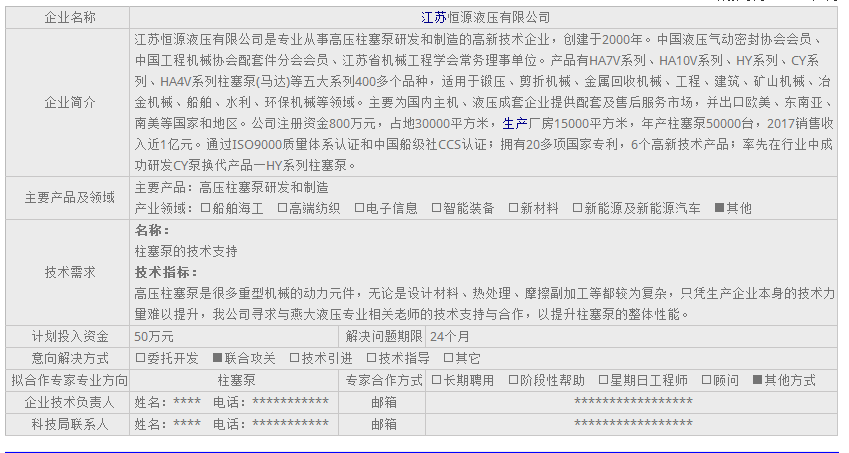 企业名称 江苏恒源液压有限公司
江苏恒源液压有限公司是专业从事高压柱塞泵研发和制造的高新技术企业，创建于2000年。中国液压气动密封协会会员、
中国工程机械协会配套件分会会员、江苏省机械工程学会常务理事单位。产品有HA7V系列、HA10V系列、HY系列、CY系
列、HA4V系列柱塞泵(马达)等五大系列400多个品种，适用于锻压、剪折机械、金属回收机械、工程、建筑、矿山机械、冶
企业简介 金机械、船舶、水利、环保机械等领域。主要为国内主机、液压成套企业提供配套及售后服务市场，并出口欧美、东南亚、
南美等国家和地区。公司注册资金800万元，占地30000平方米，生产厂房15000平方米，年产柱塞泵50000台，2017销售收
入近1亿元。通过ISO9000质量体系认证和中国船级社CCS认证；拥有20多项国家专利，6个高新技术产品；率先在行业中成
功研发CY泵换代产品一HY系列柱塞泵。
主要产品及领域 主要产品：高压柱塞泵研发和制造
产业领域：□船舶海工 □高端纺织 □电子信息 □智能装备 □新材料 □新能源及新能源汽车 ■其他
名称：
柱塞泵的技术支持
技术需求 技术指标：
高压柱塞泵是很多重型机械的动力元件，无论是设计材料、热处理、摩擦副加工等都较为复杂，只凭生产企业本身的技术力
量难以提升，我公司寻求与燕大液压专业相关老师的技术支持与合作，以提升柱塞泵的整体性能。
计划投入资金 50万元 解决问题期限 24个月
意向解决方式 □委托开发 ■联合攻关 □技术引进 □技术指导 □其它
拟合作专家专业方向 柱塞泵 专家合作方式 □长期聘用 □阶段性帮助 □星期日工程师 □顾问 ■其他方式
企业技术负责人 姓名：**** 电话：*********** 邮箱 *****************
科技局联系人 姓名：**** 电话：*********** 邮箱 *****************